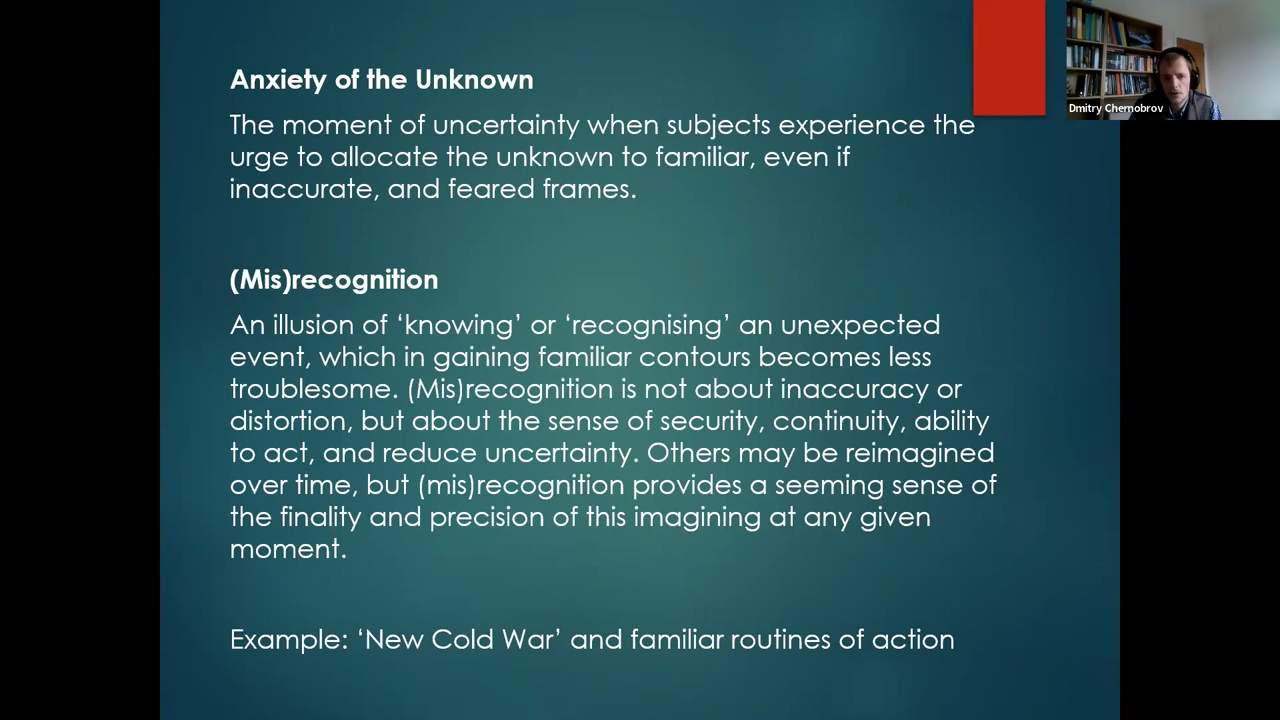 Anxiety of the Unknown
The moment of uncertainty when subjects experience the
urge to allocate the unknown to familiar, even if
inaccurate, and feared frames.
(Mis)recognition
An illusion of ‘knowing’ or ‘recognising’ an unexpected
event, which in gaining familiar contours becomes less
troublesome. (Mis)recognition is not about inaccuracy or
distortion, but about the sense of security, continuity, ability
to act, and reduce uncertainty. Others may be reimagined
over time, but (mis)recognition provides a seeming sense of
the finality and precision of this imagining at any given
moment.
Example: ‘New Cold War’ and familiar routines of action
Dmitry Chernobrov